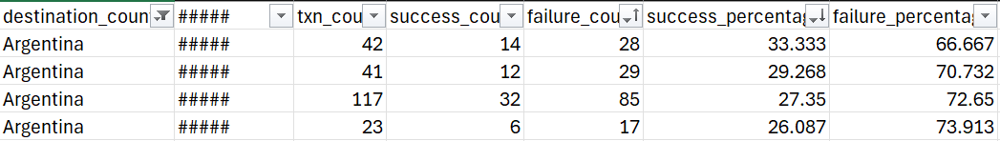 destination_coun ##### txn_cou success_cou failure_cou success_percenta failure_percenta
Argentina ##### 42 14 28 33.333 66.667
Argentina ##### 41 12 29 29.268 70.732
Argentina ##### 117 32 85 27.35 72.65
Argentina ##### 23 6 17 26.087 73.913